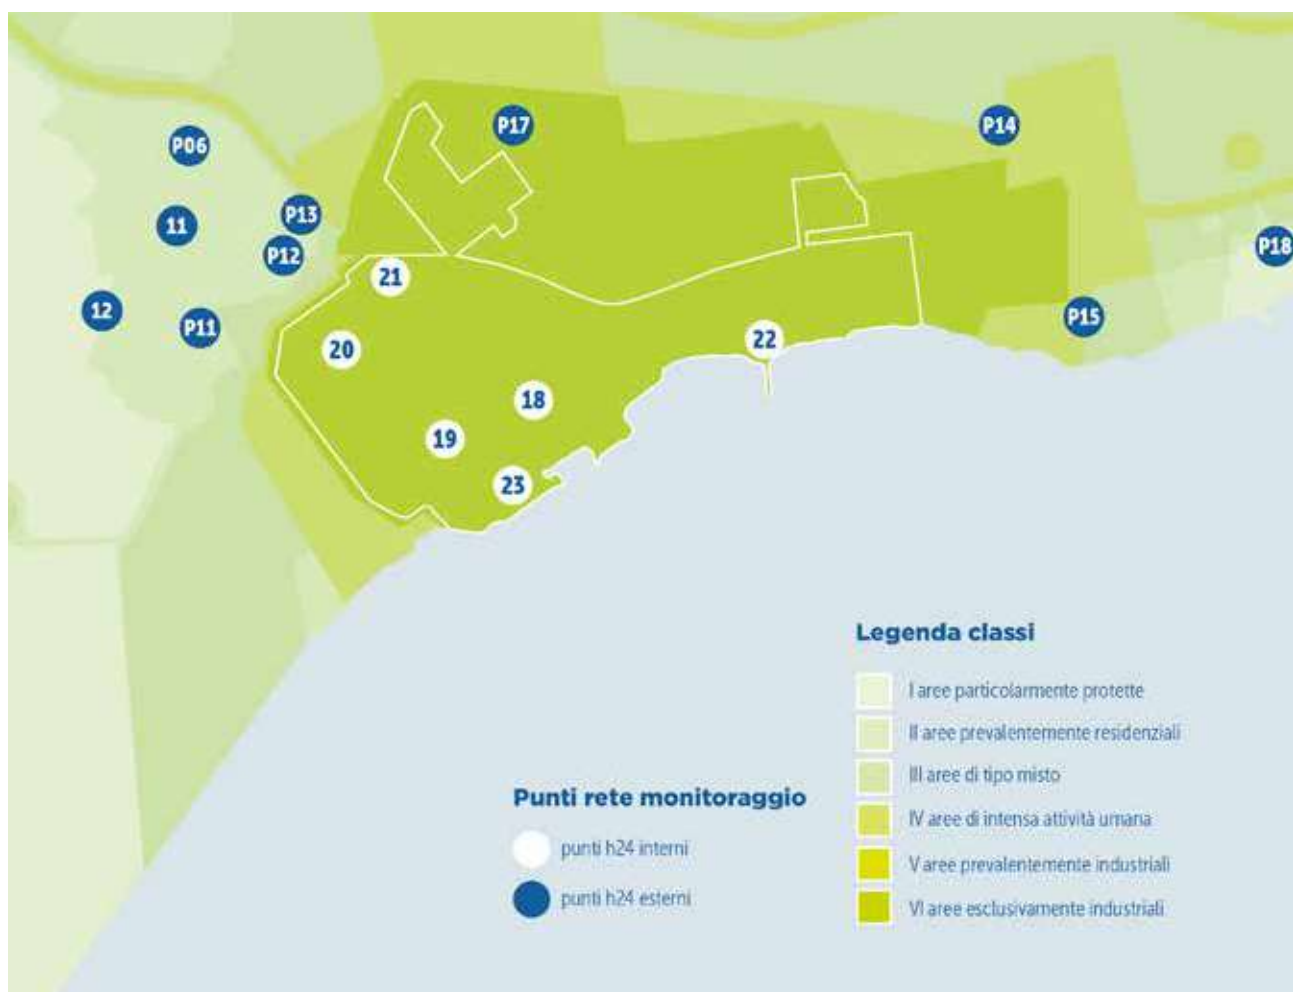 P17
P14
P06
P13
11
P18
P12
21
12
P15
P11
22
20
18
19
23
Legenda classi
I aree particolarmente protette
II aree prevalentemente residenziali
III aree di tipo misto
Punti rete monitoraggio
IV aree di intensa attività umana
punti h24 interni
V aree prevalentemente industriali
punti h24 esterni
VI aree esclusivamente industriali